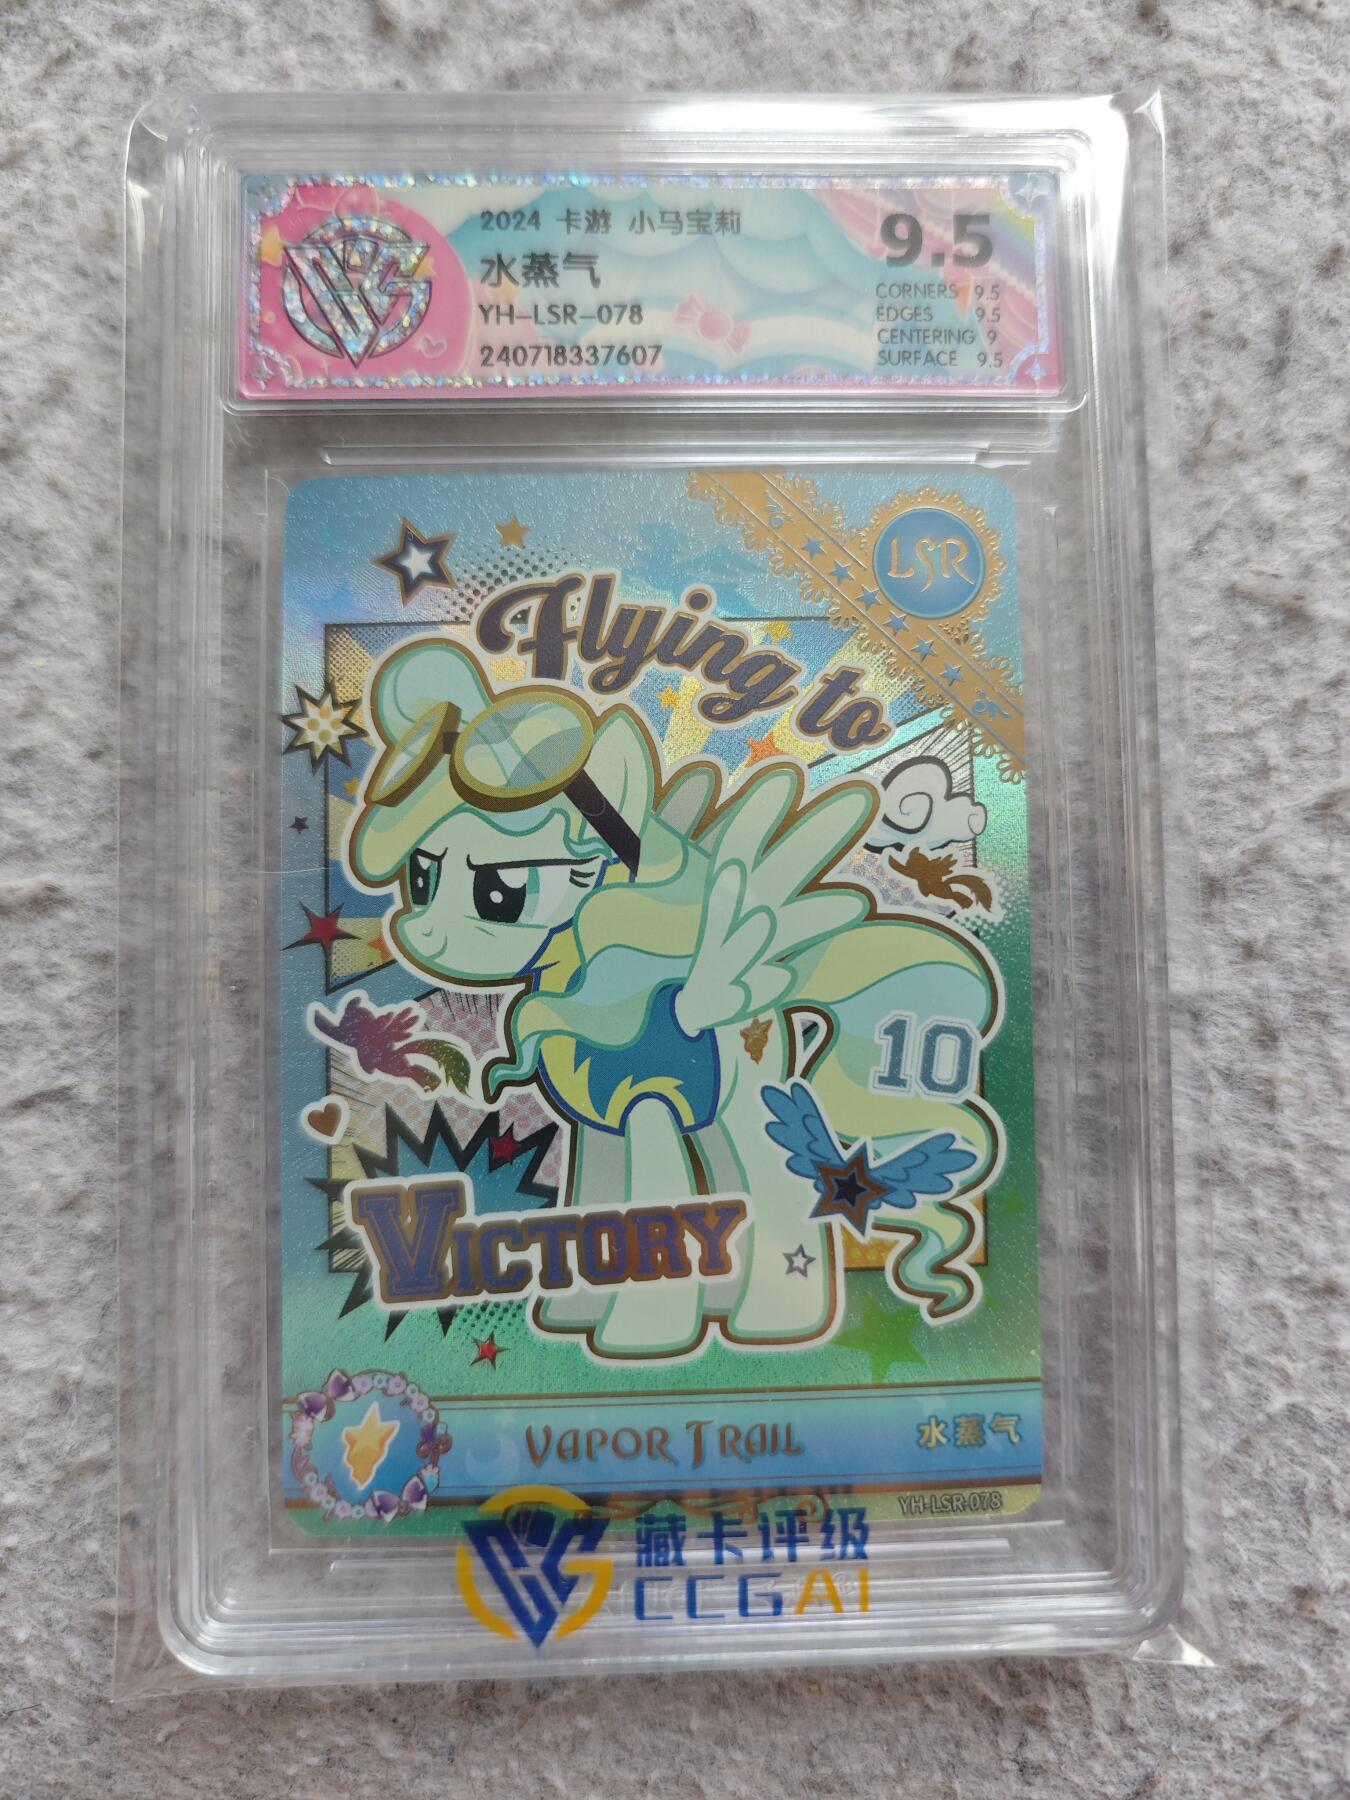 2024 卡游 小马宝莉
水蒸气
YH-LSR-078
240718337607
9.5
CORNERS 9.5
EDGES 9.5
CENTERING 9
SURFACE 9.5
LSR
Flying to
10
VICTORY
VAPOR TRAIL
水蒸气
YH-LSR-078
藏卡评级
CCGAI